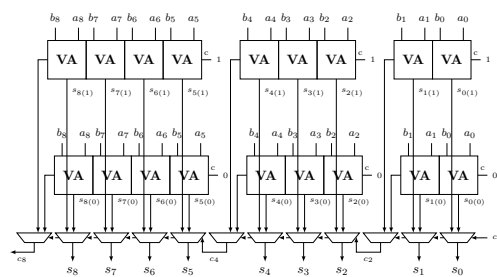 b8 a8 b7 a7 b6 a6 b5 a5 b4 a4 b3 a3 b2 a2 b1 a1 b0 a0
VA VA VA VA c 1 VA VA VA c 1 VA VA c 1
s8(1) s7(1) s6(1) s5(1) s4(1) s3(1) s2(1) s1(1) s0(1)
b8 a8 b7 a7 b6 a6 b5 a5 b4 a4 b3 a3 b2 a2 b1 a1 b0 a0
VA VA VA VA c 0 VA VA VA c 0 VA VA c 0
s8(0) s7(0) s6(0) s5(0) s4(0) s3(0) s2(0) s1(0) s0(0)
c
c8 c4 c2
s8 s7 s6 s5 s4 s3 s2 s1 s0